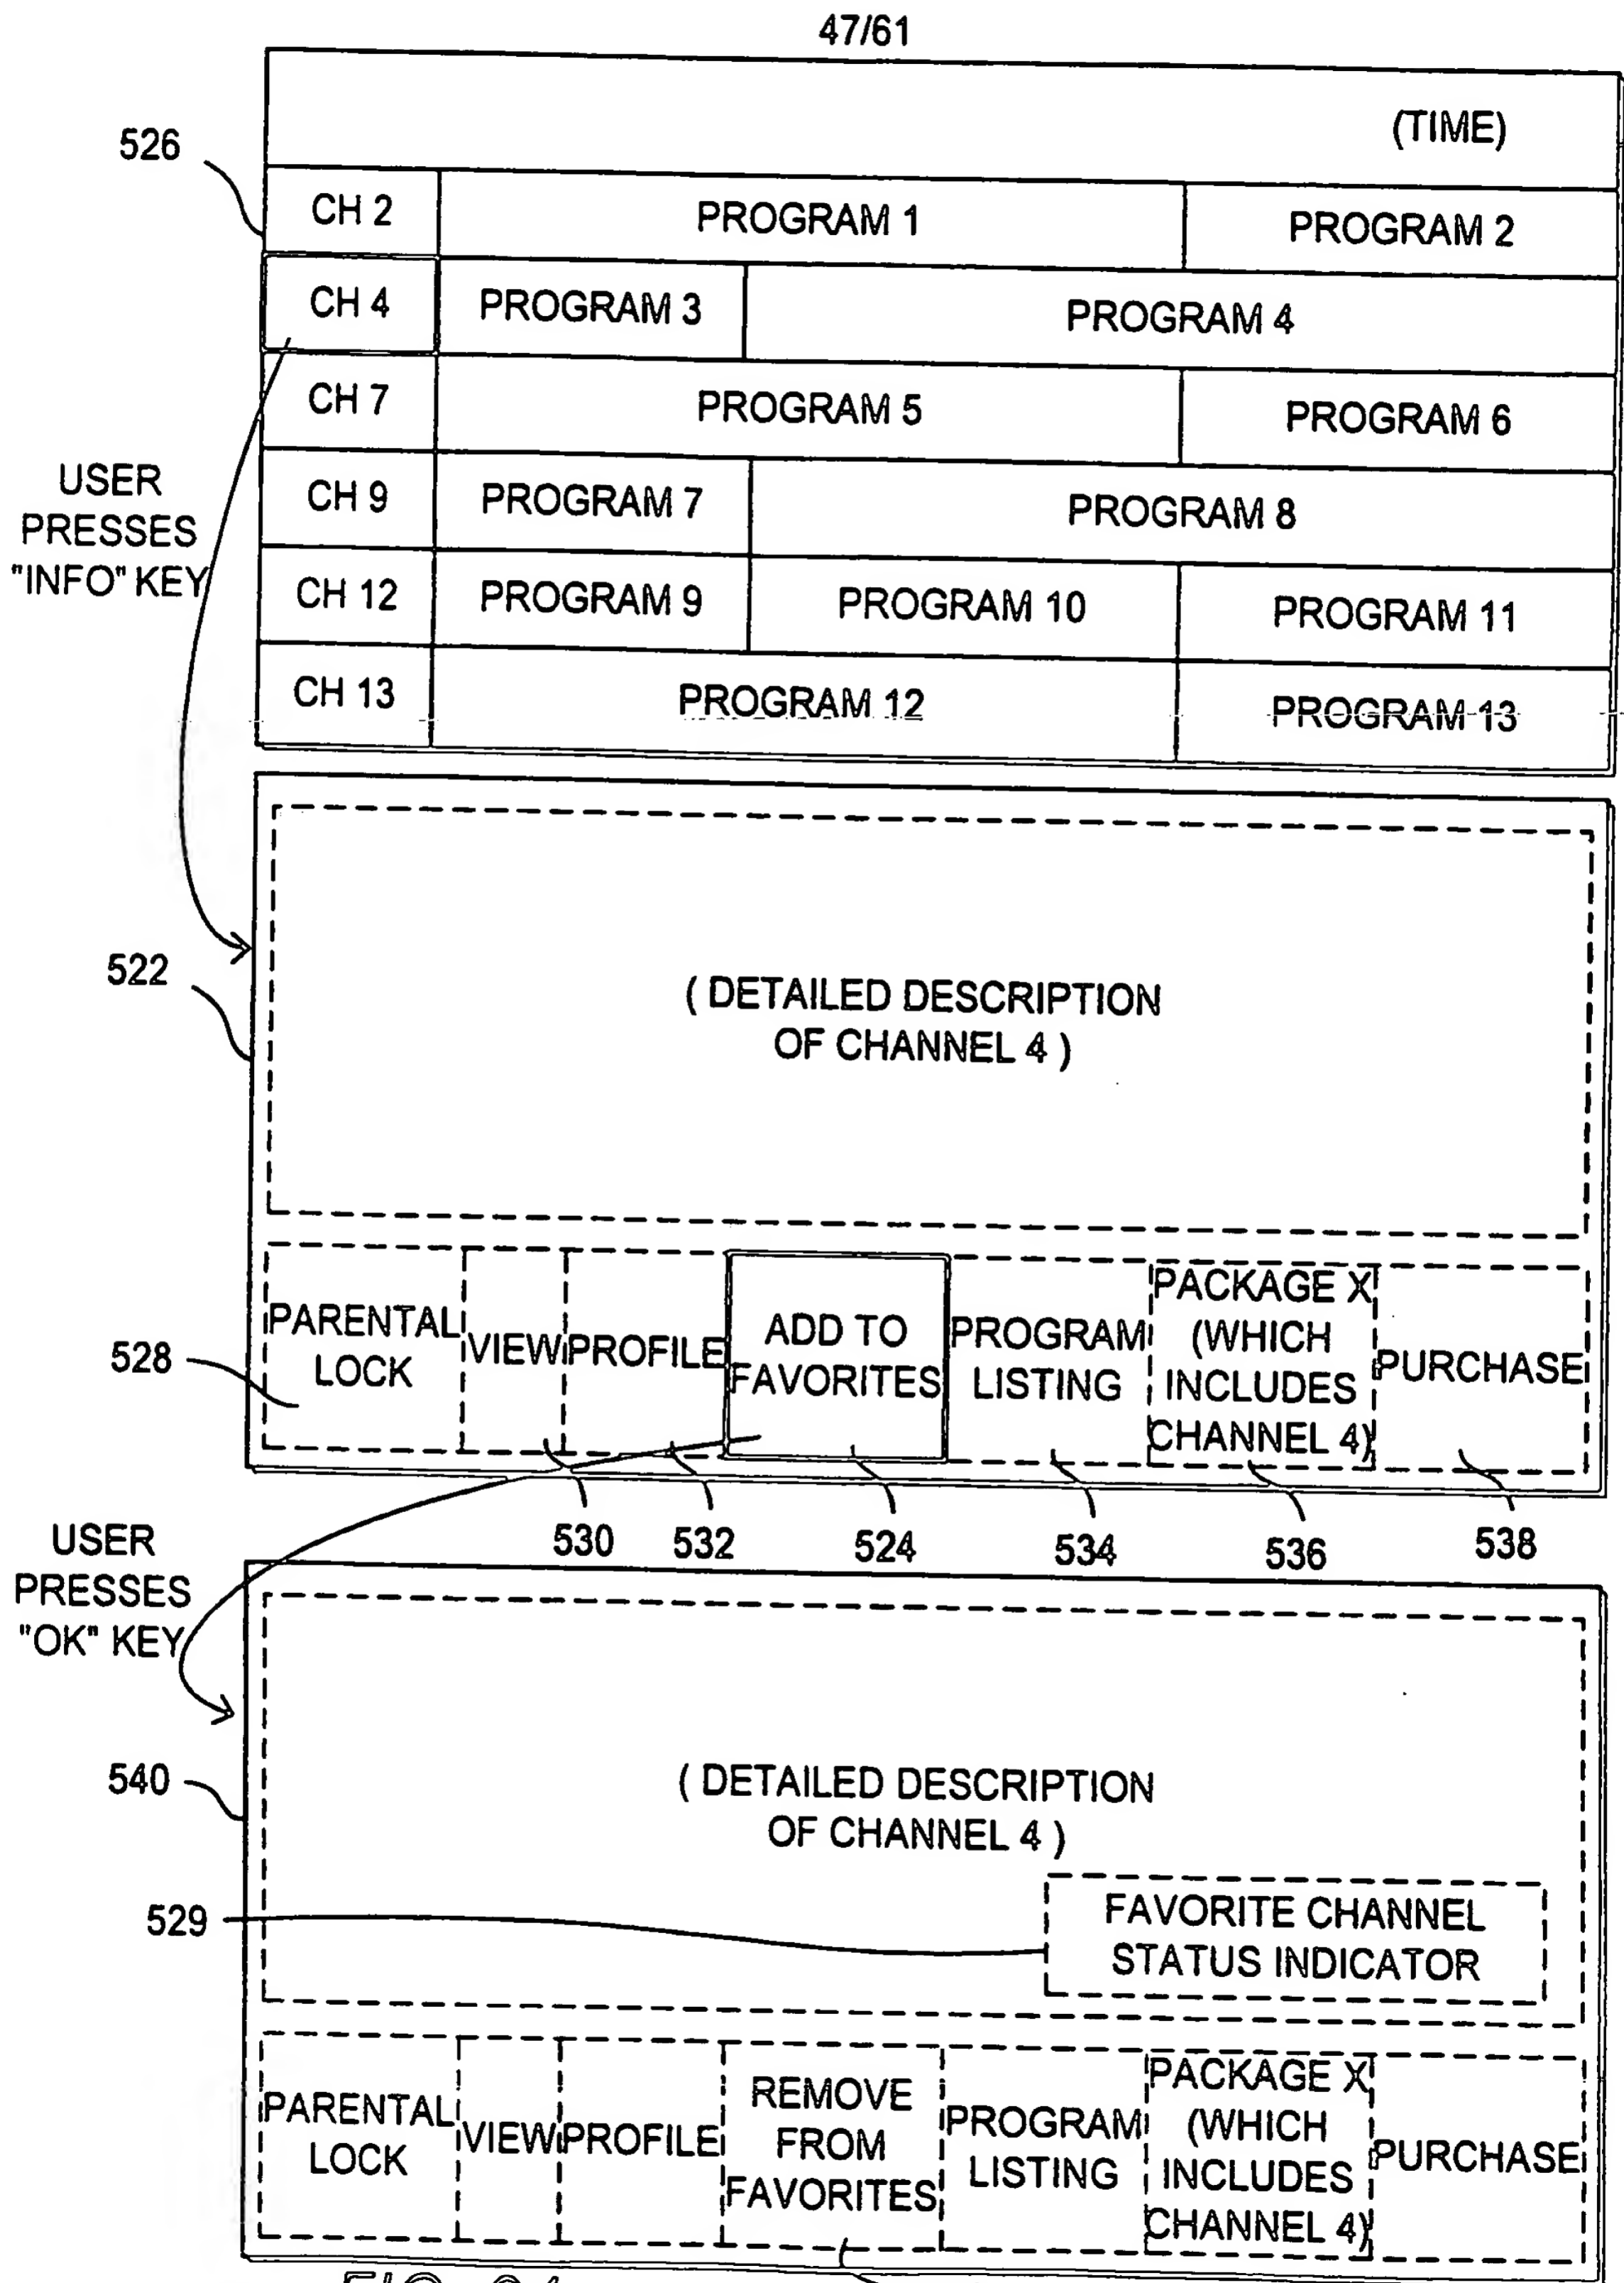 47/61
(TIME)
526
CH 2 PROGRAM 1 PROGRAM 2
CH 4 PROGRAM 3 PROGRAM 4
CH 7 PROGRAM 5 PROGRAM 6
CH 9 PROGRAM 7 PROGRAM 8
CH 12 PROGRAM 9 PROGRAM 10 PROGRAM 11
CH 13 PROGRAM 12 PROGRAM 13
USER
PRESSES
"INFO" KEY
522
( DETAILED DESCRIPTION
OF CHANNEL 4 )
528
PARENTAL
LOCK
VIEW
PROFILE
ADD TO
FAVORITES
PROGRAM
LISTING
PACKAGE X
(WHICH
INCLUDES
CHANNEL 4)
PURCHASE
530 532 524 534 536 538
USER
PRESSES
"OK" KEY
540
( DETAILED DESCRIPTION
OF CHANNEL 4 )
529
FAVORITE CHANNEL
STATUS INDICATOR
PARENTAL
LOCK
VIEW
PROFILE
REMOVE
FROM
FAVORITES
PROGRAM
LISTING
PACKAGE X
(WHICH
INCLUDES
CHANNEL 4)
PURCHASE